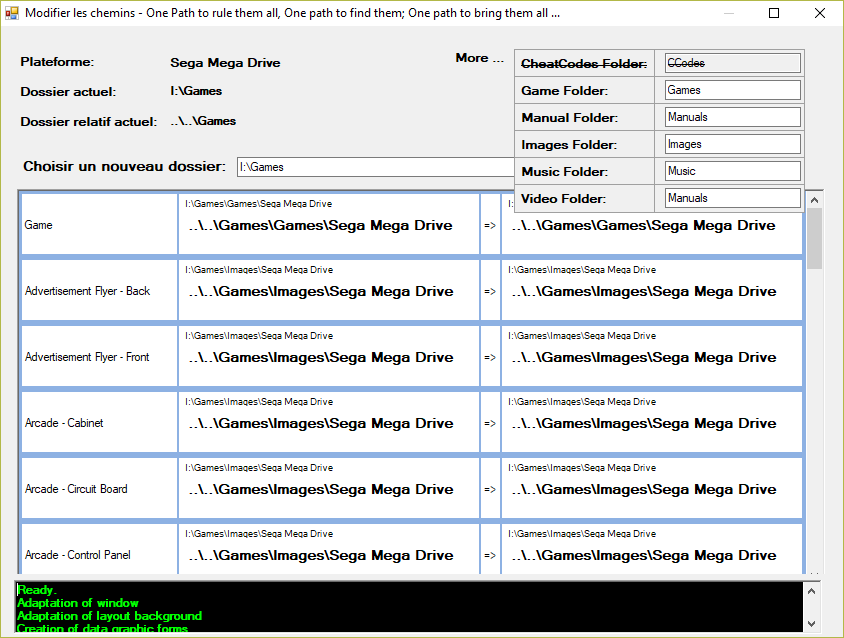 Modifier les chemins - One Path to rule them all, One path to find them; One path to bring them all ...
Plateforme: Sega Mega Drive More ...
Dossier actuel: I:\Games
Dossier relatif actuel: ..\..\Games
CheatCodes Folder: CCodes
Game Folder: Games
Manual Folder: Manuals
Images Folder: Images
Music Folder: Music
Video Folder: Manuals
Choisir un nouveau dossier: I:\Games
I:\Games\Games\Sega Mega Drive I:
Game ..\..\Games\Games\Sega Mega Drive => ..\..\Games\Games\Sega Mega Drive
I:\Games\Images\Sega Mega Drive I:\Games\Images\Sega Mega Drive
Advertisement Flyer - Back ..\..\Games\Images\Sega Mega Drive => ..\..\Games\Images\Sega Mega Drive
I:\Games\Images\Sega Mega Drive I:\Games\Images\Sega Mega Drive
Advertisement Flyer - Front ..\..\Games\Images\Sega Mega Drive => ..\..\Games\Images\Sega Mega Drive
I:\Games\Images\Sega Mega Drive I:\Games\Images\Sega Mega Drive
Arcade - Cabinet ..\..\Games\Images\Sega Mega Drive => ..\..\Games\Images\Sega Mega Drive
I:\Games\Images\Sega Mega Drive I:\Games\Images\Sega Mega Drive
Arcade - Circuit Board ..\..\Games\Images\Sega Mega Drive => ..\..\Games\Images\Sega Mega Drive
I:\Games\Images\Sega Mega Drive I:\Games\Images\Sega Mega Drive
Arcade - Control Panel ..\..\Games\Images\Sega Mega Drive => ..\..\Games\Images\Sega Mega Drive
Ready.
Adaptation of window
Adaptation of layout background
Creation of data graphic forms